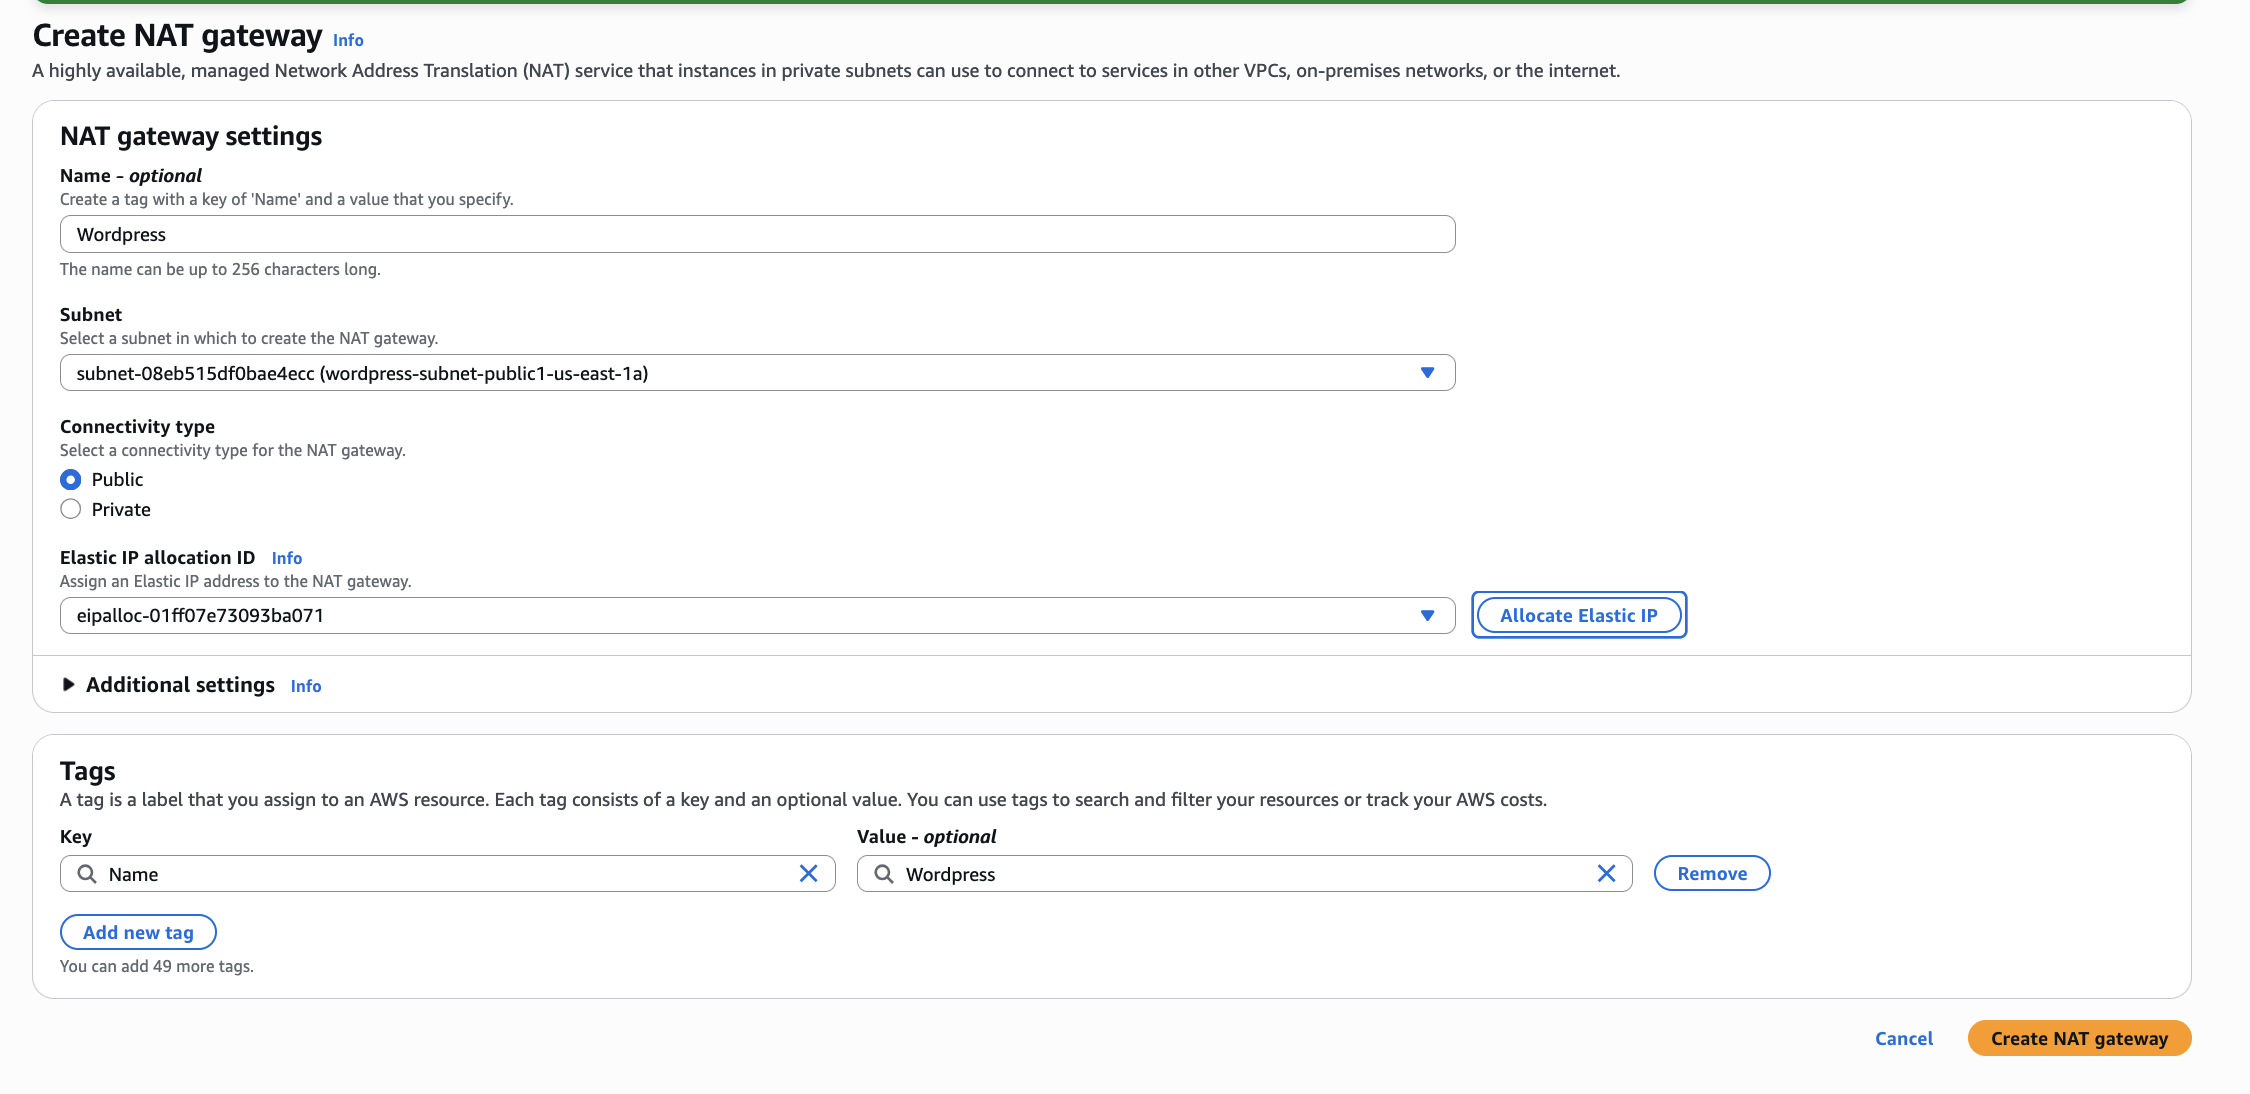 Create NAT gateway Info
A highly available, managed Network Address Translation (NAT) service that instances in private subnets can use to connect to services in other VPCs, on-premises networks, or the internet.
NAT gateway settings
Name - optional
Create a tag with a key of 'Name' and a value that you specify.
Wordpress
The name can be up to 256 characters long.
Subnet
Select a subnet in which to create the NAT gateway.
subnet-08eb515df0bae4ecc (wordpress-subnet-public1-us-east-1a)
Connectivity type
Select a connectivity type for the NAT gateway.
Public
Private
Elastic IP allocation ID Info
Assign an Elastic IP address to the NAT gateway.
eipalloc-01ff07e73093ba071 Allocate Elastic IP
Additional settings Info
Tags
A tag is a label that you assign to an AWS resource. Each tag consists of a key and an optional value. You can use tags to search and filter your resources or track your AWS costs.
Key Value - optional
Name Wordpress Remove
Add new tag
You can add 49 more tags.
Cancel Create NAT gateway